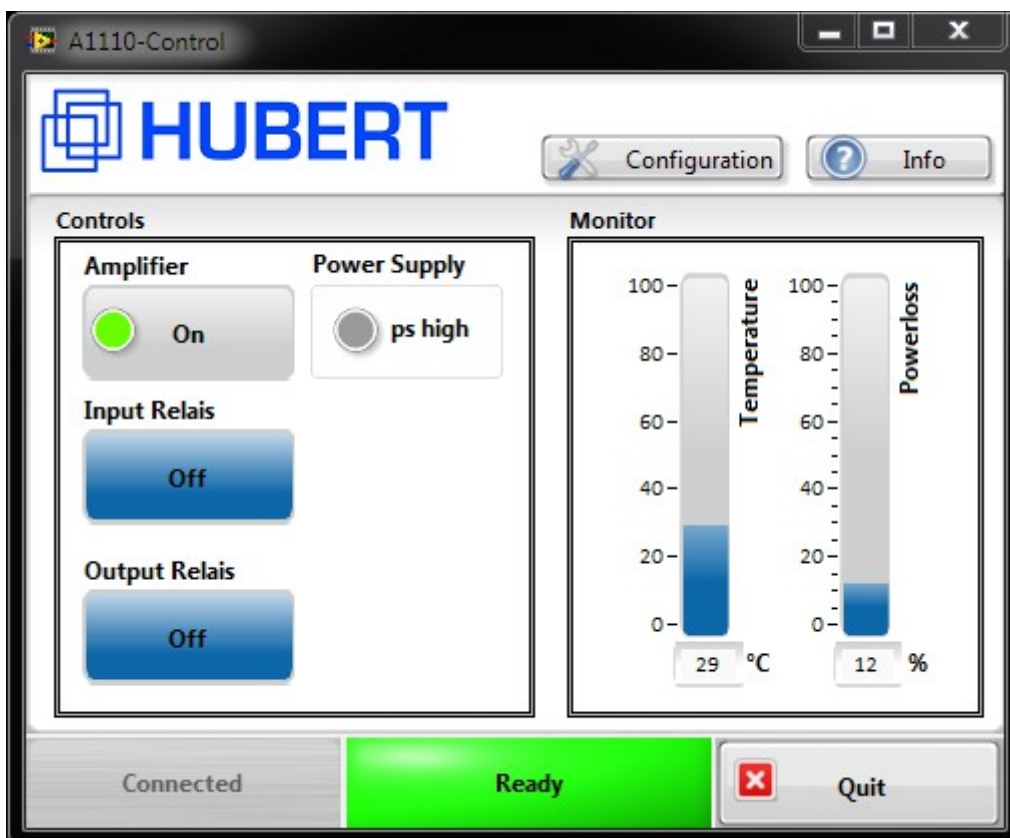 A1110-Control
HUBERT
Configuration
Info
Controls
Amplifier
On
Power Supply
ps high
Input Relais
Off
Output Relais
Off
Monitor
100
80
60
40
20
0
Temperature
29 °C
100
80
60
40
20
0
Powerloss
12 %
Connected
Ready
Quit